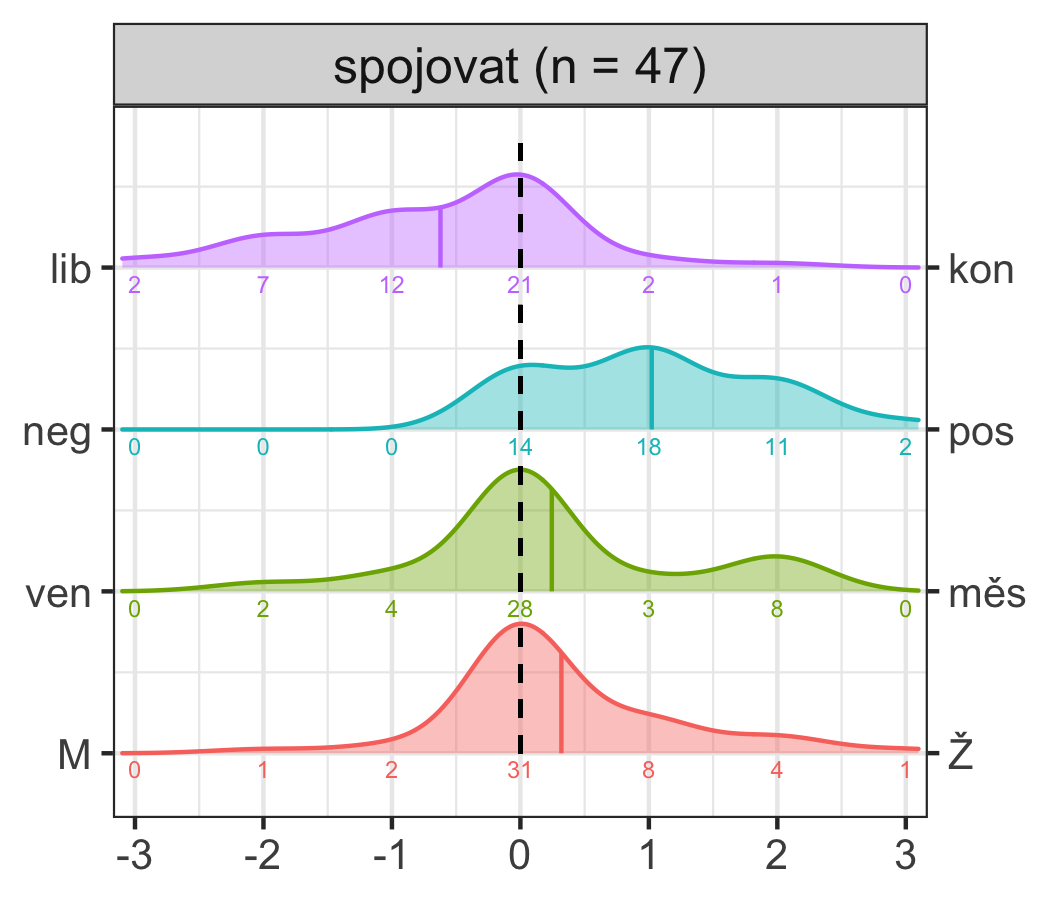 spojovat (n = 47)
lib kon
2 7 12 21 2 1 0
neg pos
0 0 0 14 18 11 2
ven měs
0 2 4 28 3 8 0
M Ž
0 1 2 31 8 4 1
-3 -2 -1 0 1 2 3